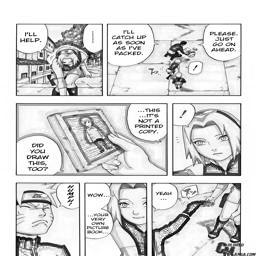 PLEASE.
JUST
GO ON
AHEAD.
I'LL
CATCH UP
AS SOON
AS I'VE
PACKED.
......
I'LL
HELP.
!
...THIS
...IT'S
NOT A
PRINTED
COPY.
DID
YOU
DRAW
THIS,
TOO?
YEAH
...
WOW...
...YOUR
VERY OWN
PICTURE
BOOK.